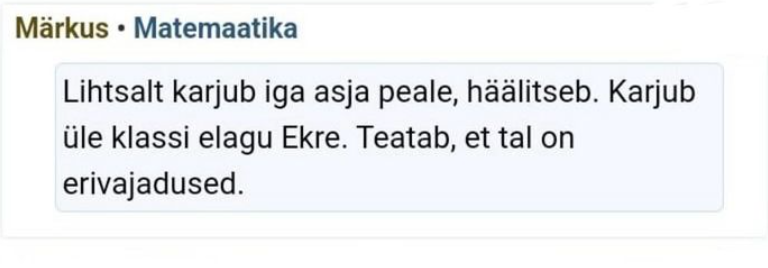 Märkus • Matemaatika
Lihtsalt karjub iga asja peale, häälitseb. Karjub
üle klassi elagu Ekre. Teatab, et tal on
erivajadused.